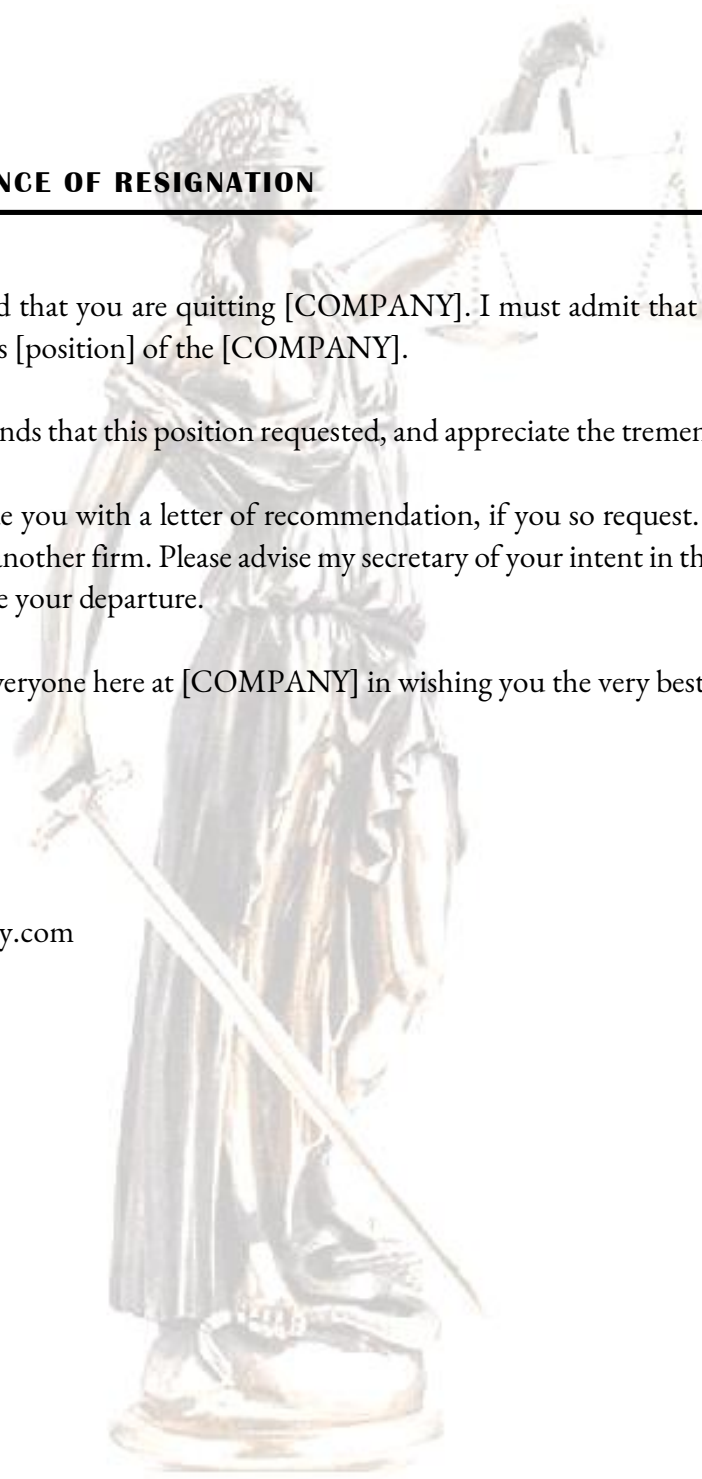 NCE OF RESIGNATION
d that you are quitting [COMPANY]. I must admit that
s [position] of the [COMPANY].
nds that this position requested, and appreciate the tremen
e you with a letter of recommendation, if you so request.
another firm. Please advise my secretary of your intent in th
e your departure.
veryone here at [COMPANY] in wishing you the very best
y.com